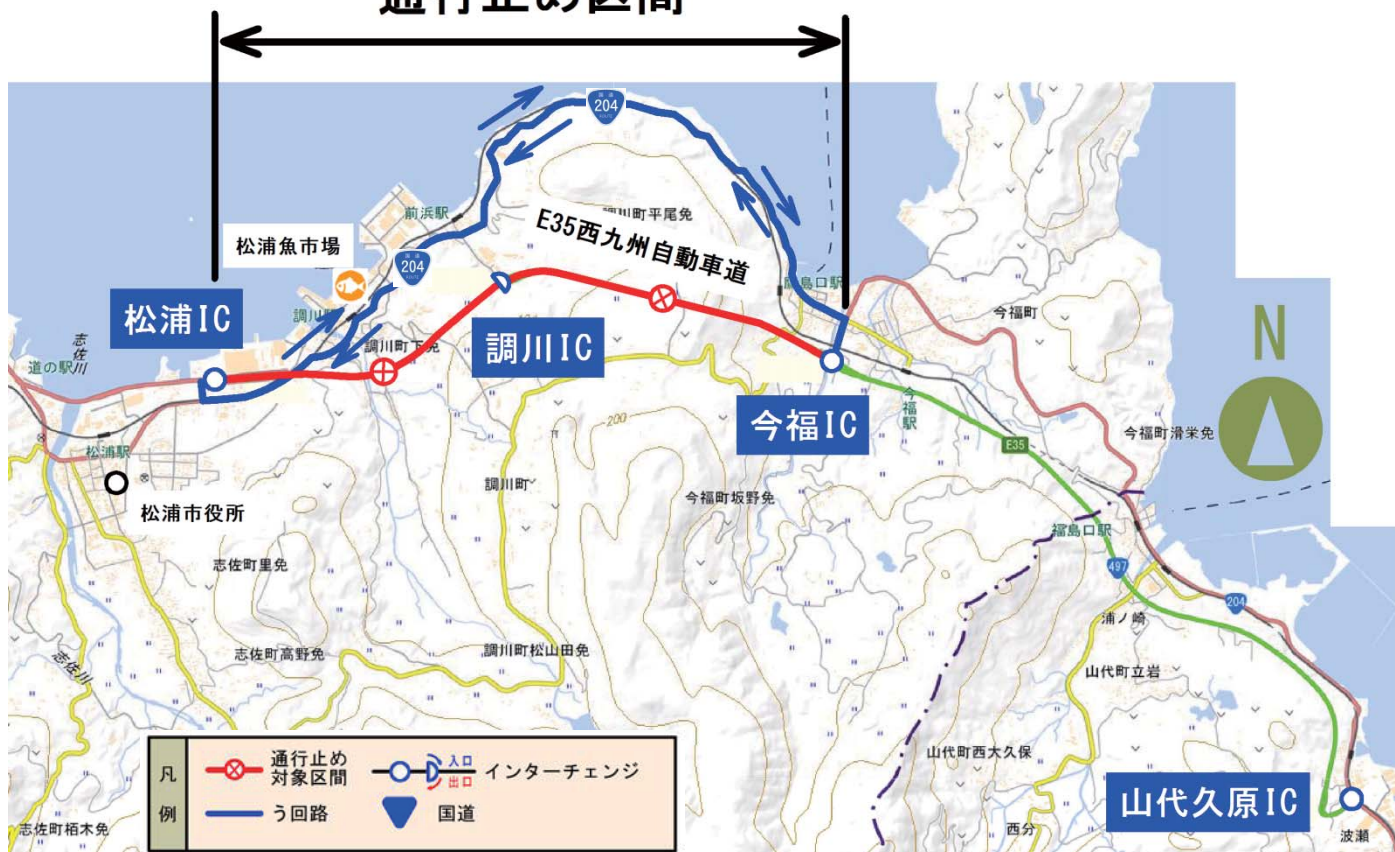 通行止め区間
204
前浜駅
調川町平尾免
E35西九州自動車道
松浦魚市場
204
鷹島口駅
松浦IC
調川駅
今福町
N
志佐川
道の駅
調川町下免
調川IC
今福IC
今福駅
松浦駅
200
E35
今福町滑栄免
松浦市役所
調川町
今福町坂野免
福島口駅
497
志佐町里免
204
浦ノ崎
志佐川
志佐町高野免
調川町松山田免
山代町立岩
凡例
通行止め
対象区間
入口
出口
インターチェンジ
う回路
国道
山代町西大久保
山代久原IC
志佐町栢木免
西分
波瀬